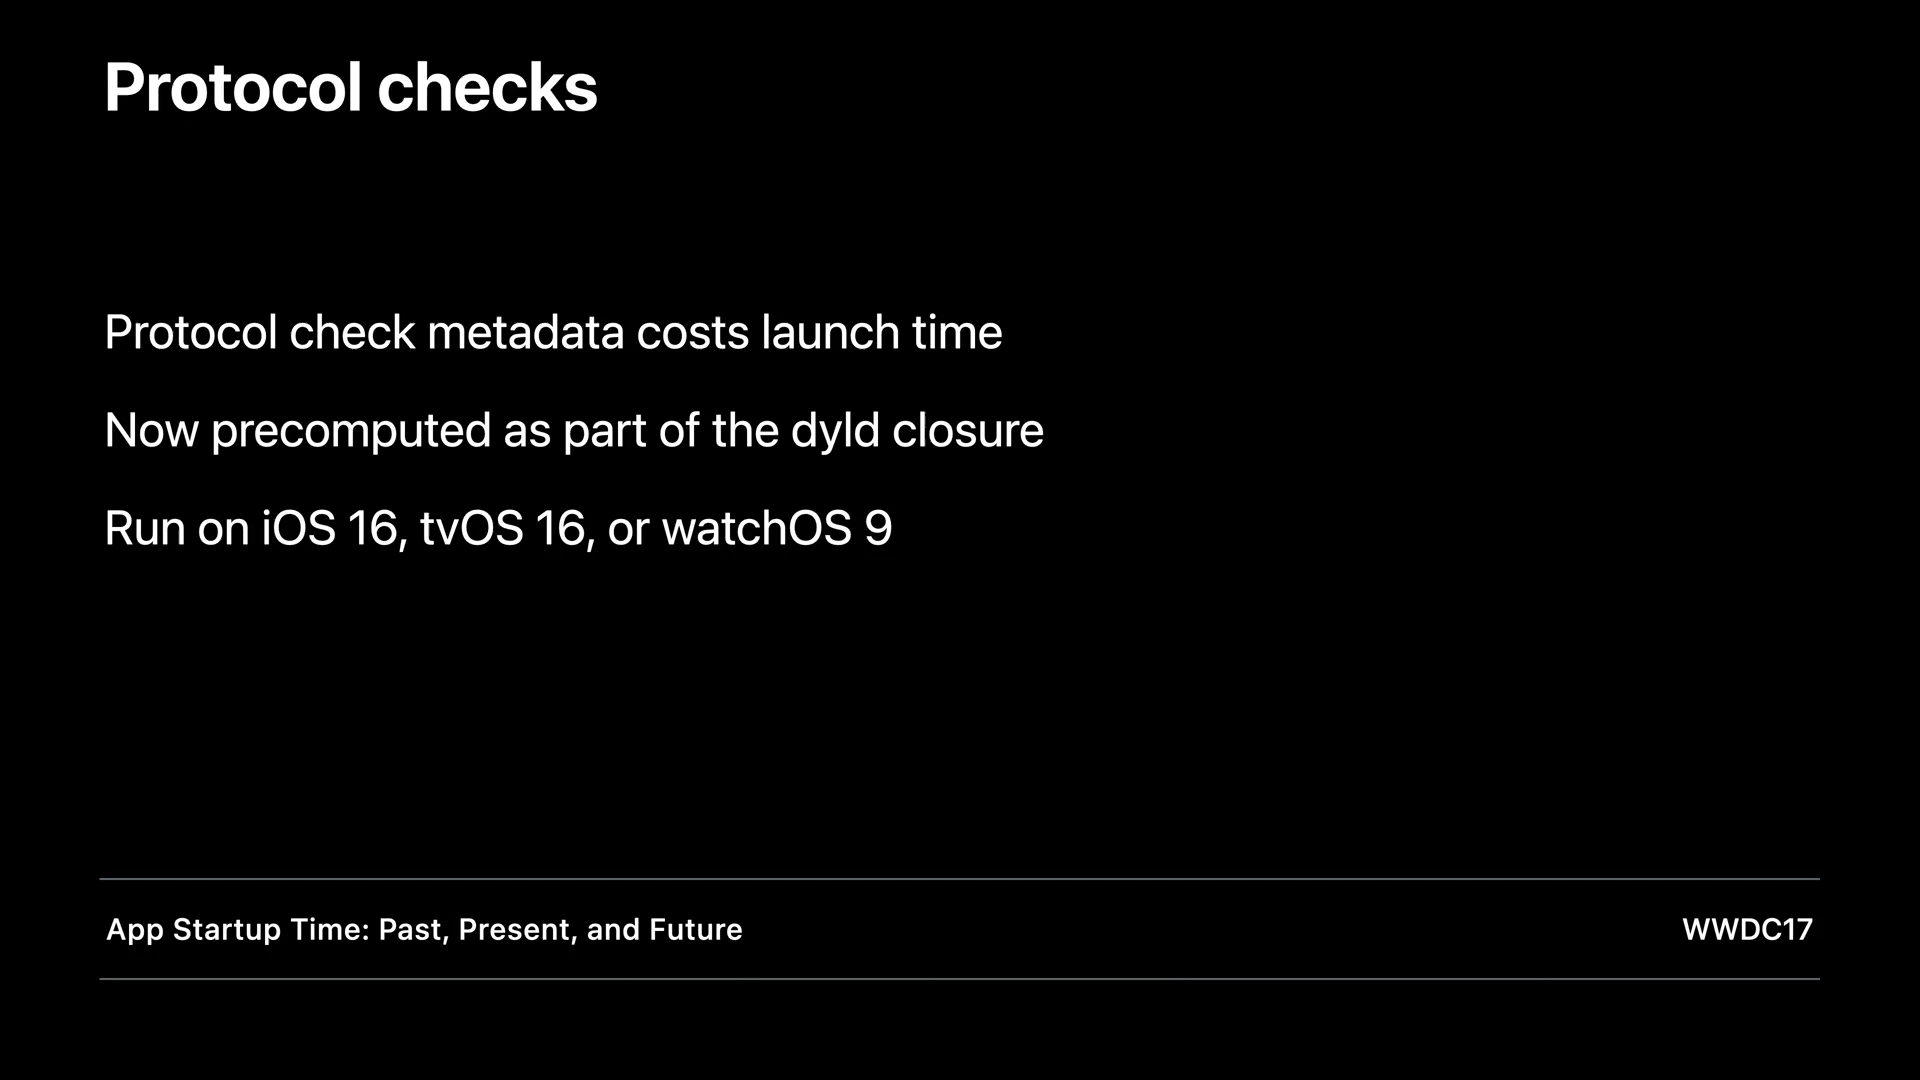 Protocol checks
Protocol check metadata costs launch time
Now precomputed as part of the dyld closure
Run on iOS 16, tvOS 16, or watchOS 9
App Startup Time: Past, Present, and Future
WWDC17